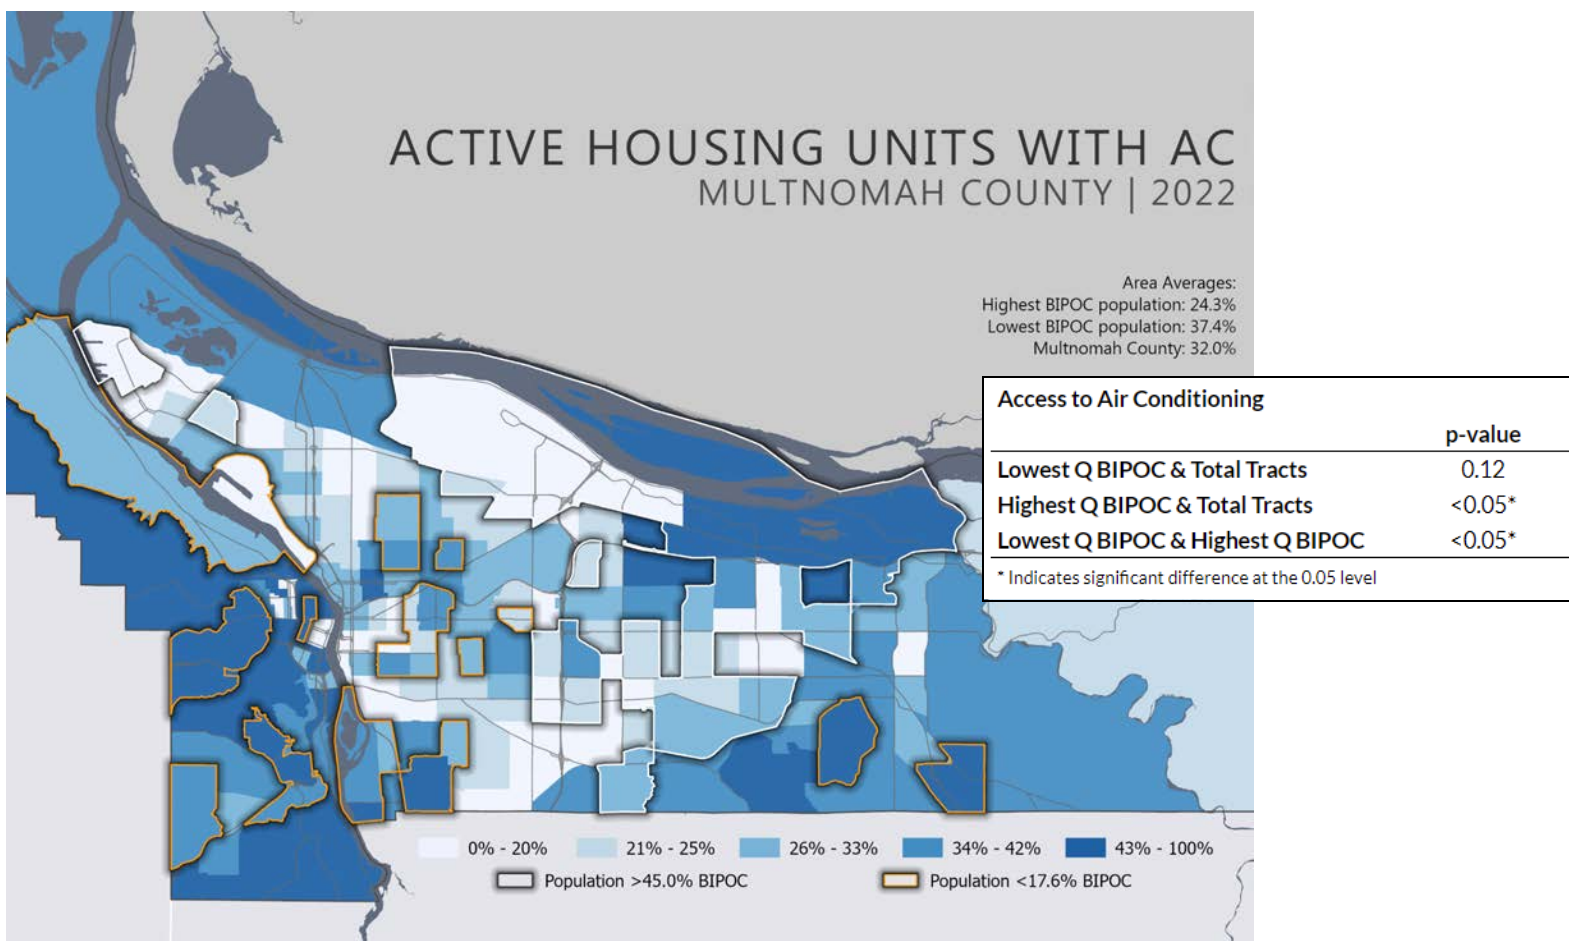 ACTIVE HOUSING UNITS WITH AC
MULTNOMAH COUNTY | 2022
Area Averages:
Highest BIPOC population: 24.3%
Lowest BIPOC population: 37.4%
Multnomah County: 32.0%
Access to Air Conditioning
p-value
Lowest Q BIPOC & Total Tracts 0.12
Highest Q BIPOC & Total Tracts <0.05*
Lowest Q BIPOC & Highest Q BIPOC <0.05*
* Indicates significant difference at the 0.05 level
0% - 20% 21% - 25% 26% - 33% 34% - 42% 43% - 100%
Population >45.0% BIPOC Population <17.6% BIPOC